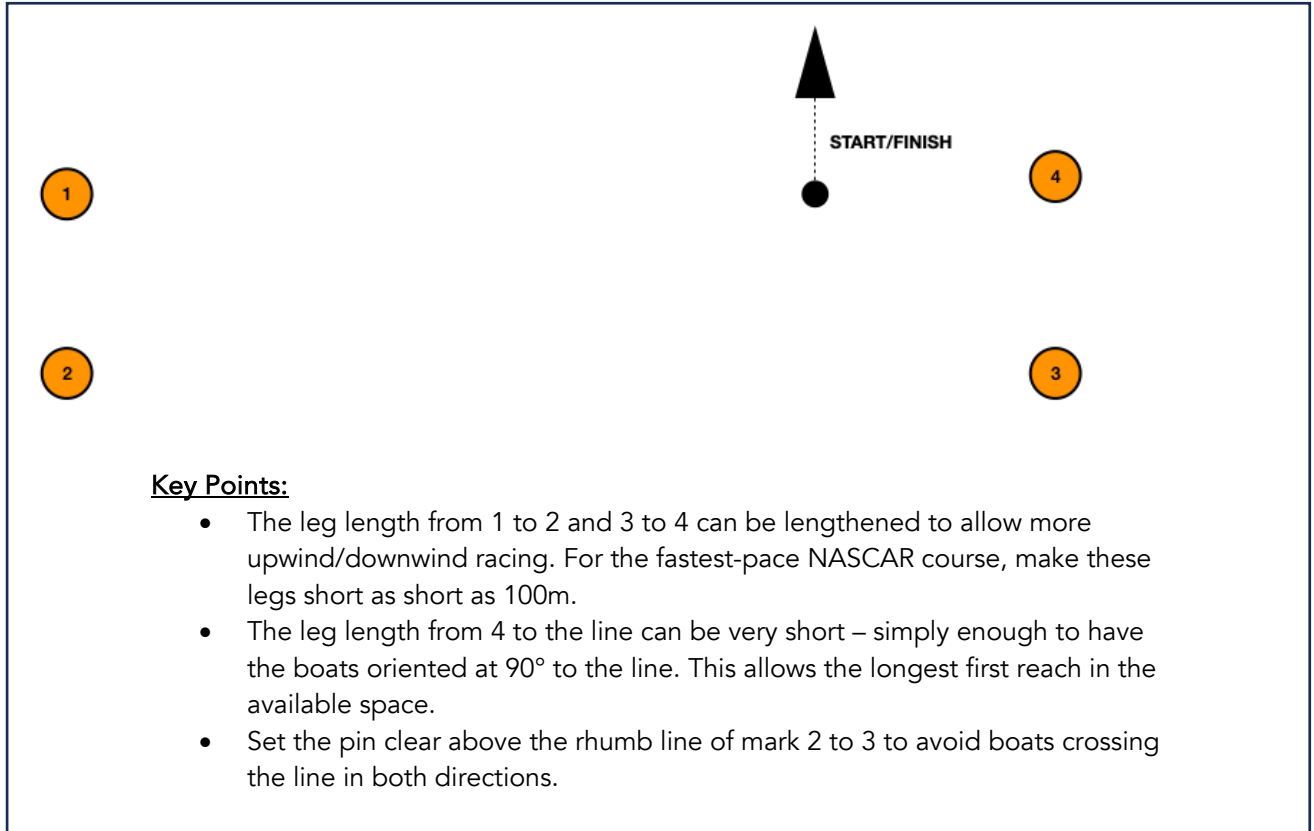 START/FINISH
1
4
2
3
Key Points:
• The leg length from 1 to 2 and 3 to 4 can be lengthened to allow more
upwind/downwind racing. For the fastest-pace NASCAR course, make these
legs short as short as 100m.
• The leg length from 4 to the line can be very short – simply enough to have
the boats oriented at 90° to the line. This allows the longest first reach in the
available space.
• Set the pin clear above the rhumb line of mark 2 to 3 to avoid boats crossing
the line in both directions.